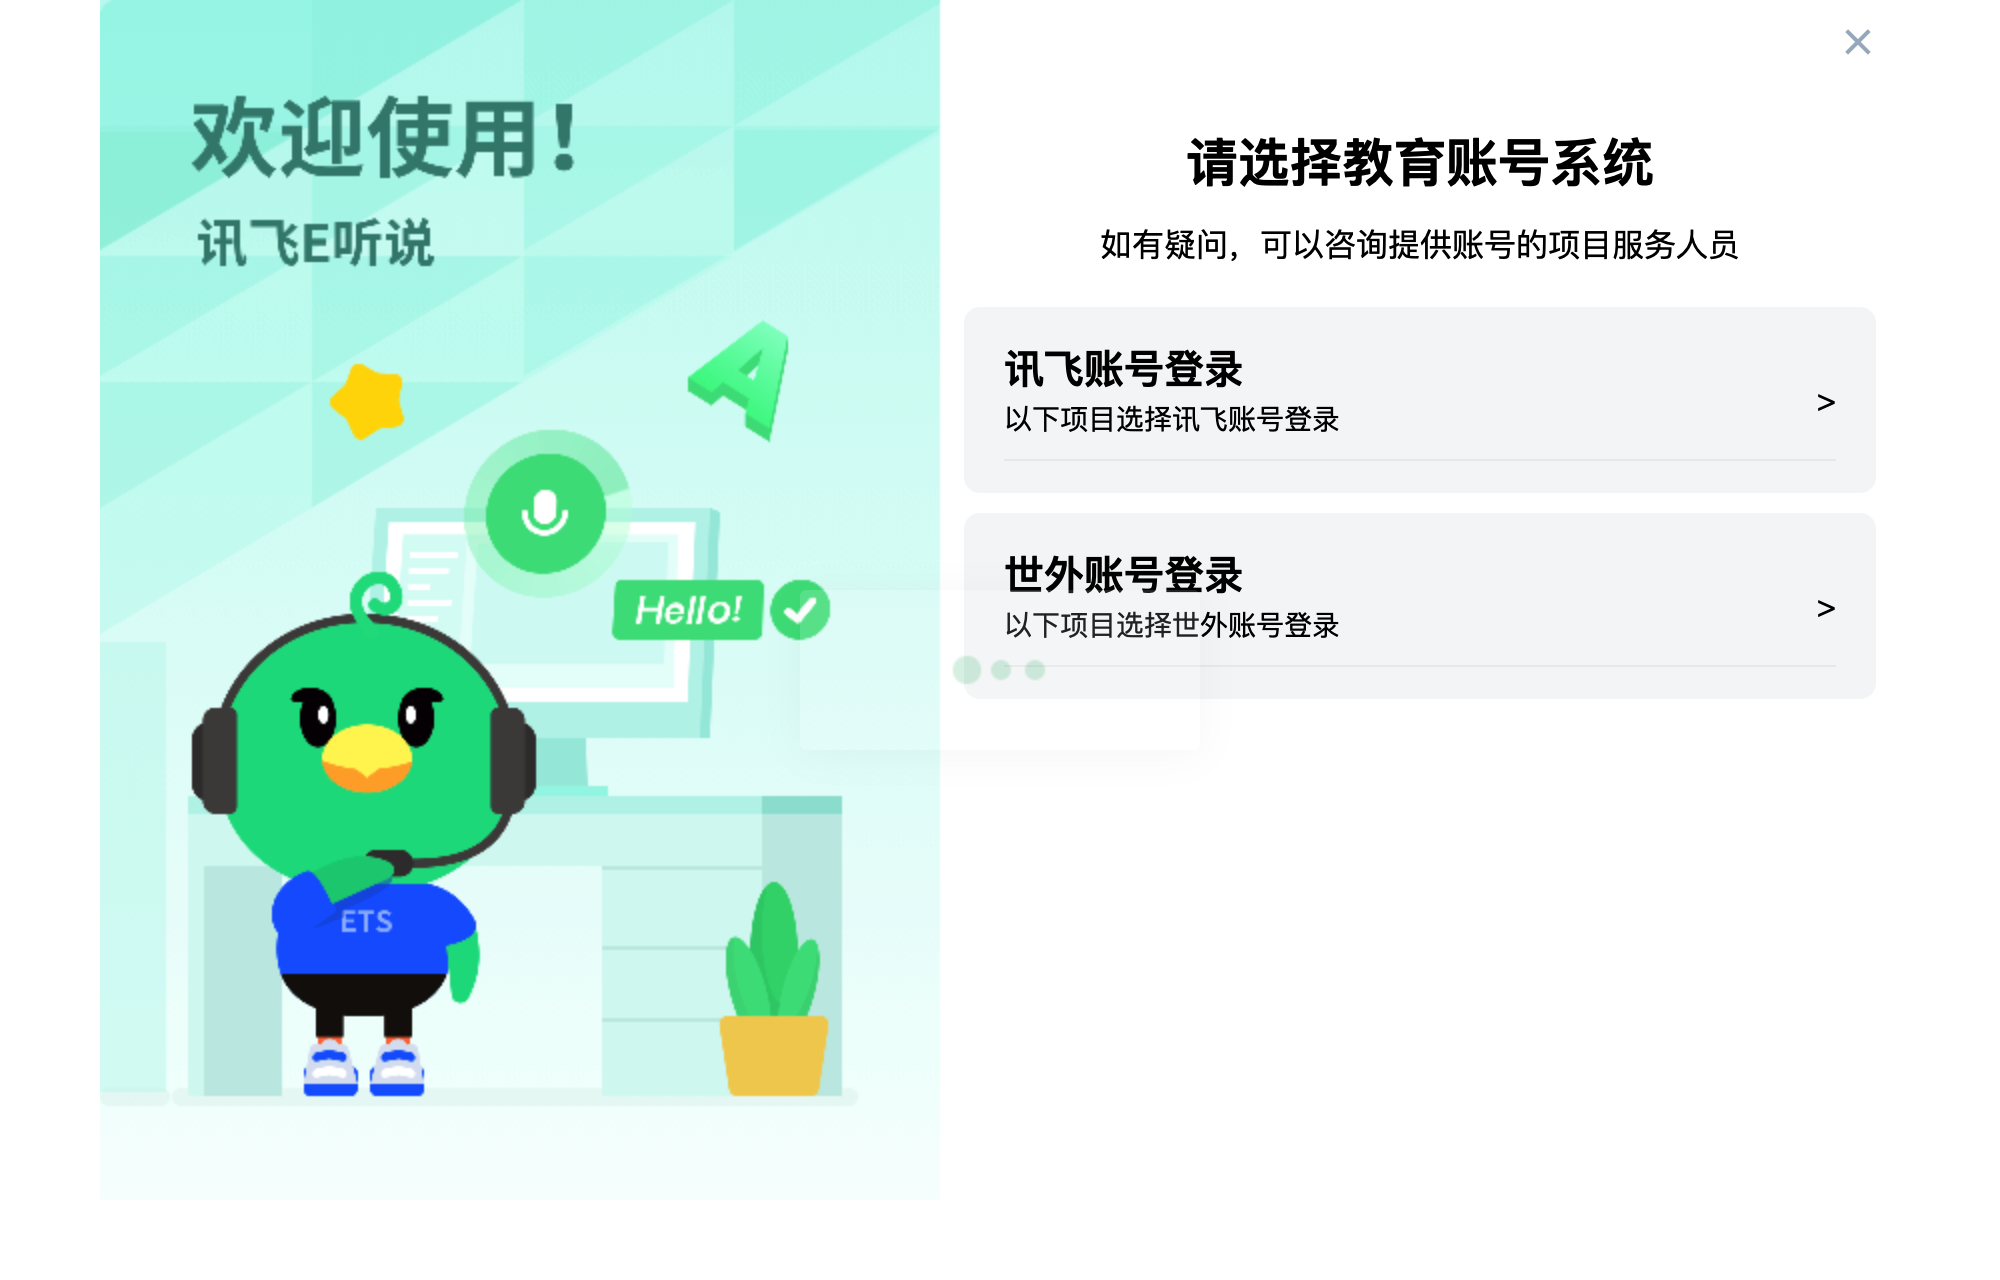 欢迎使用！
讯飞E听说
Hello!
ETS
请选择教育账号系统
如有疑问，可以咨询提供账号的项目服务人员
讯飞账号登录
以下项目选择讯飞账号登录
>
世外账号登录
以下项目选择世外账号登录
>